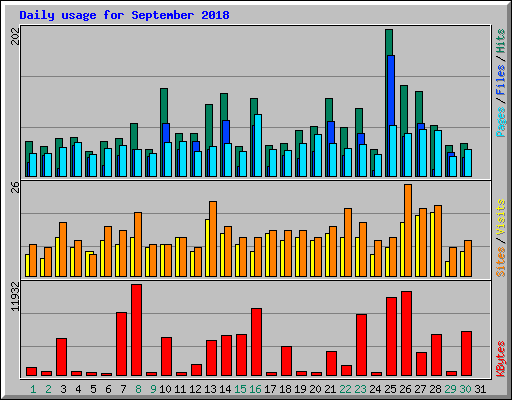 Daily usage for September 2018
202
Pages / Files / Hits
26
Sites / Visits
11932
KBytes
1 2 3 4 5 6 7 8 9 10 11 12 13 14 15 16 17 18 19 20 21 22 23 24 25 26 27 28 29 30 31